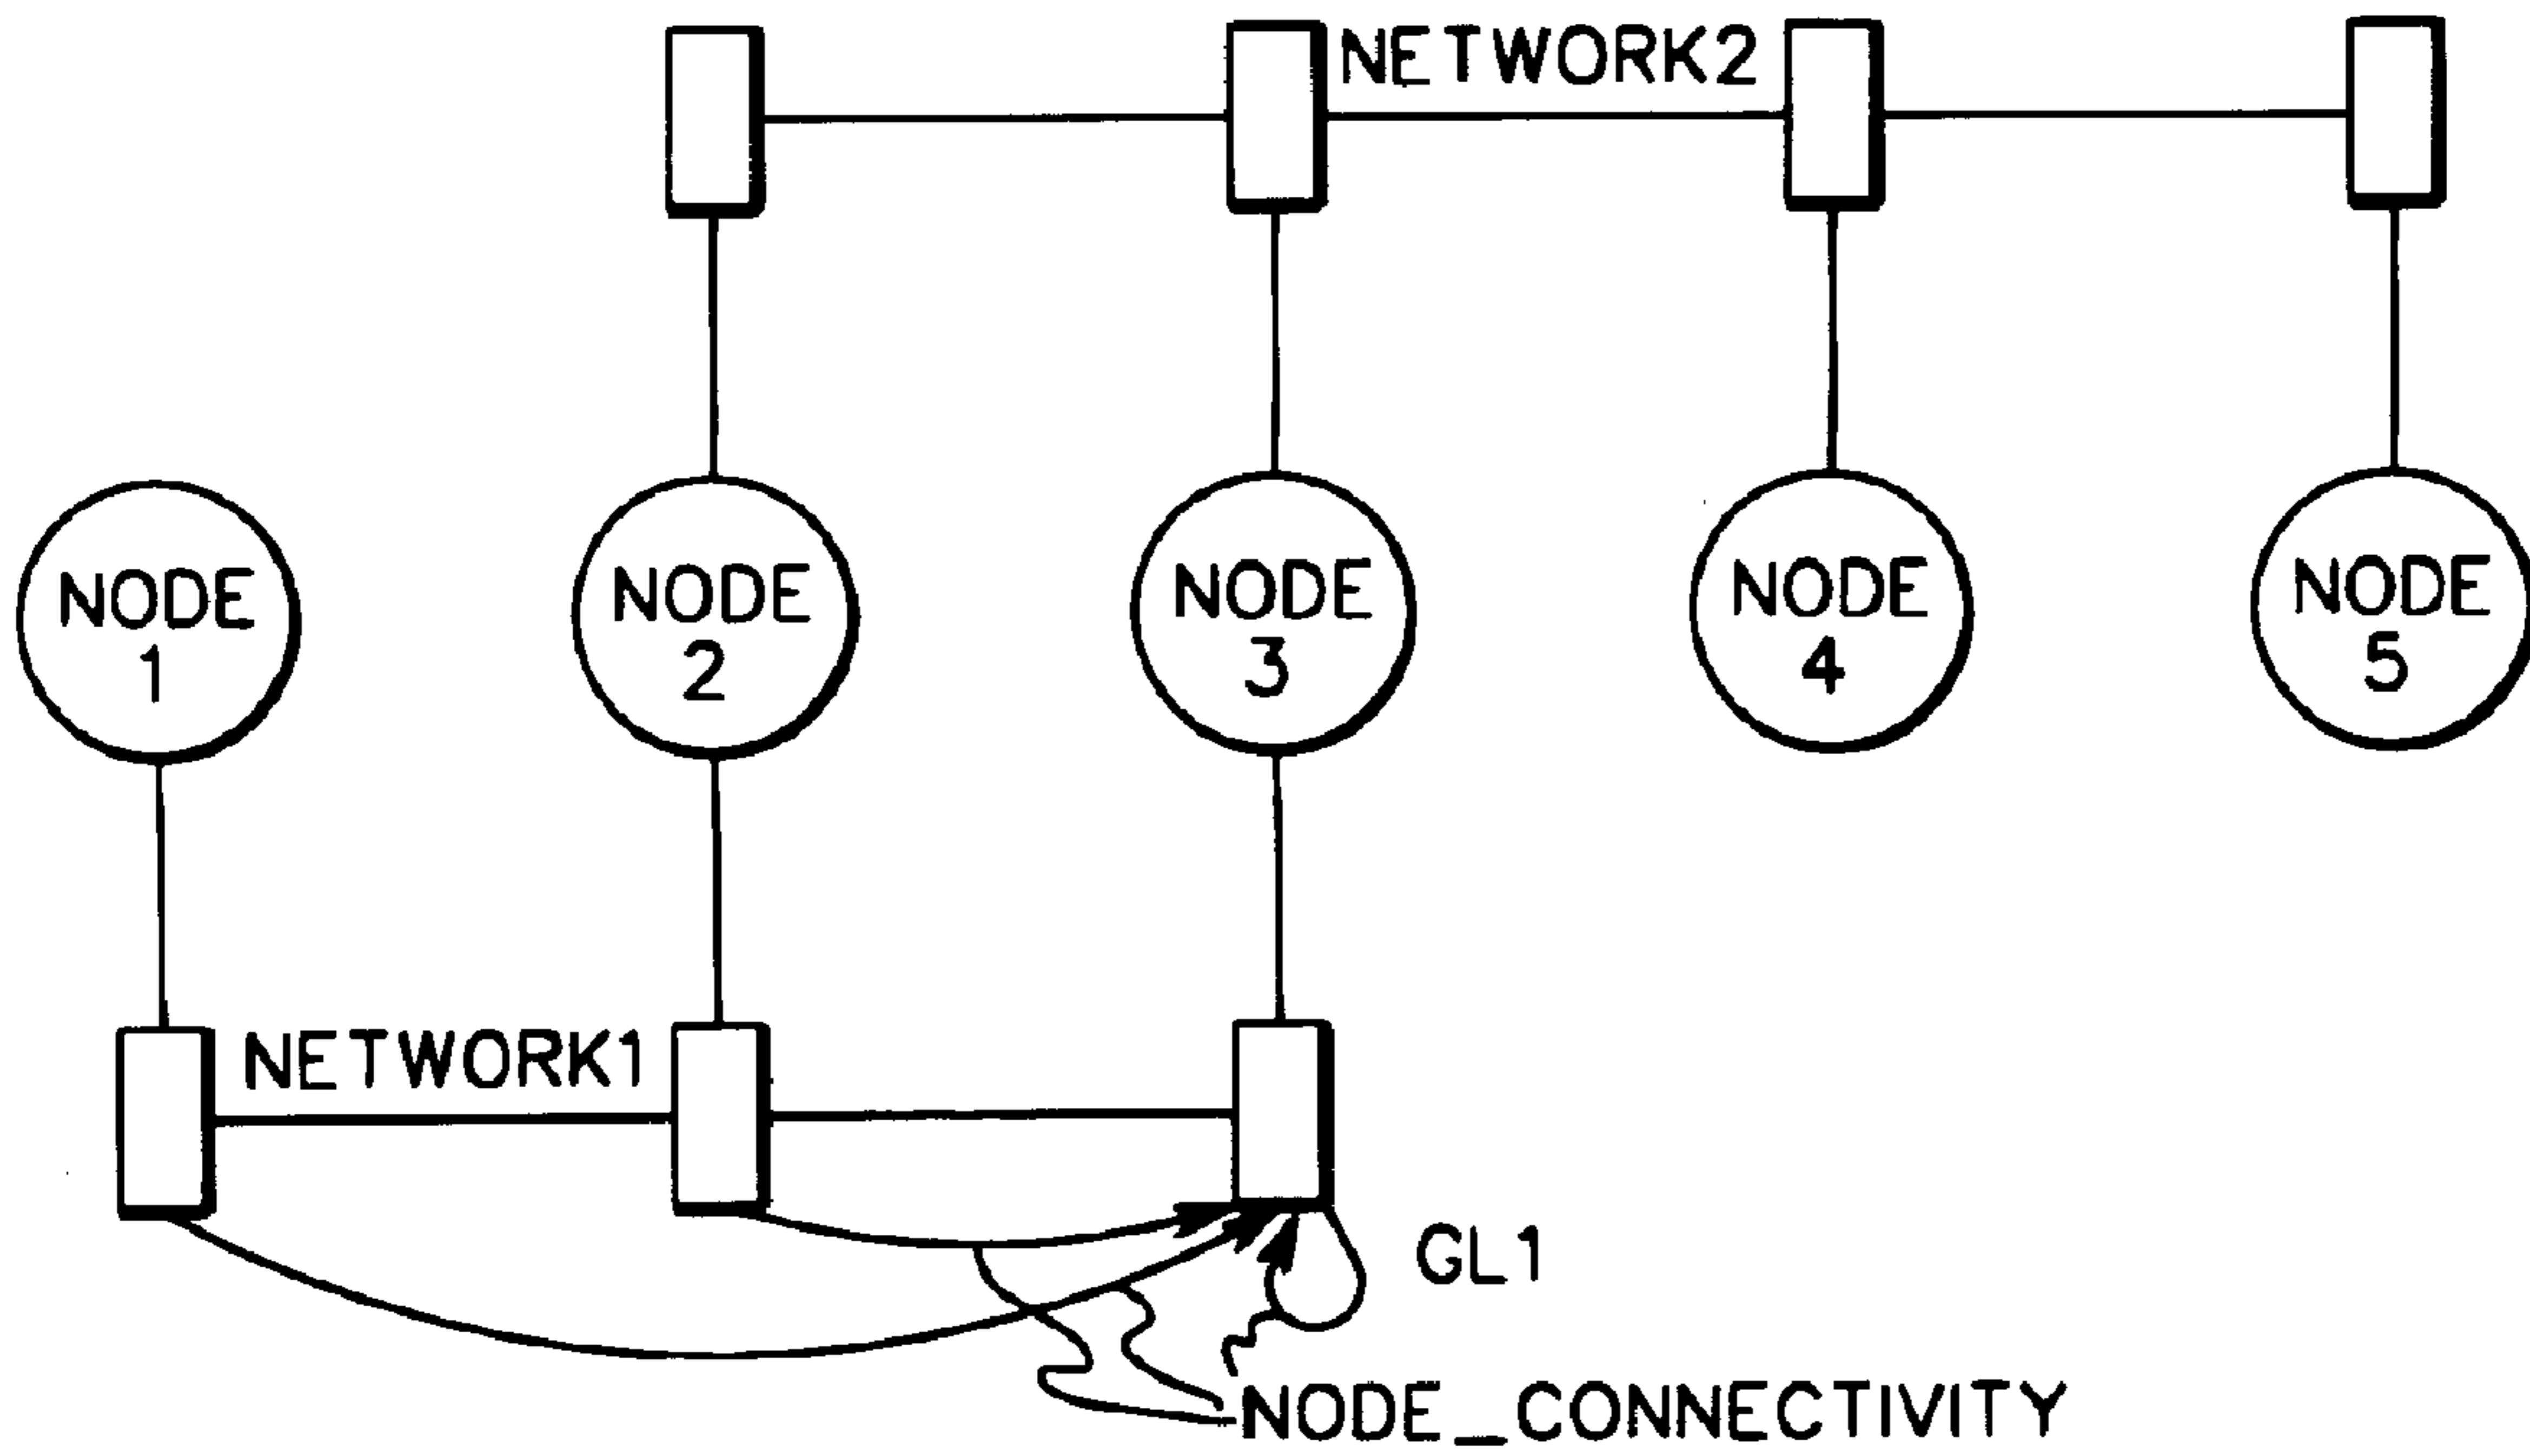 NETWORK2
NODE
1
NODE
2
NODE
3
NODE
4
NODE
5
NETWORK1
GL1
NODE_CONNECTIVITY